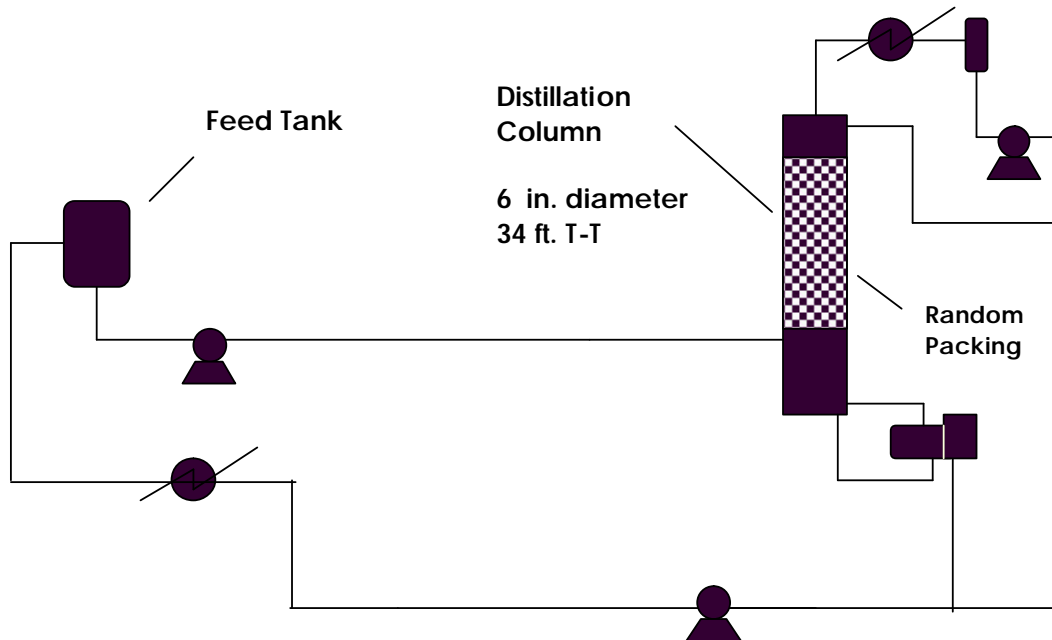 Feed Tank
Distillation
Column
6 in. diameter
34 ft. T-T
Random
Packing